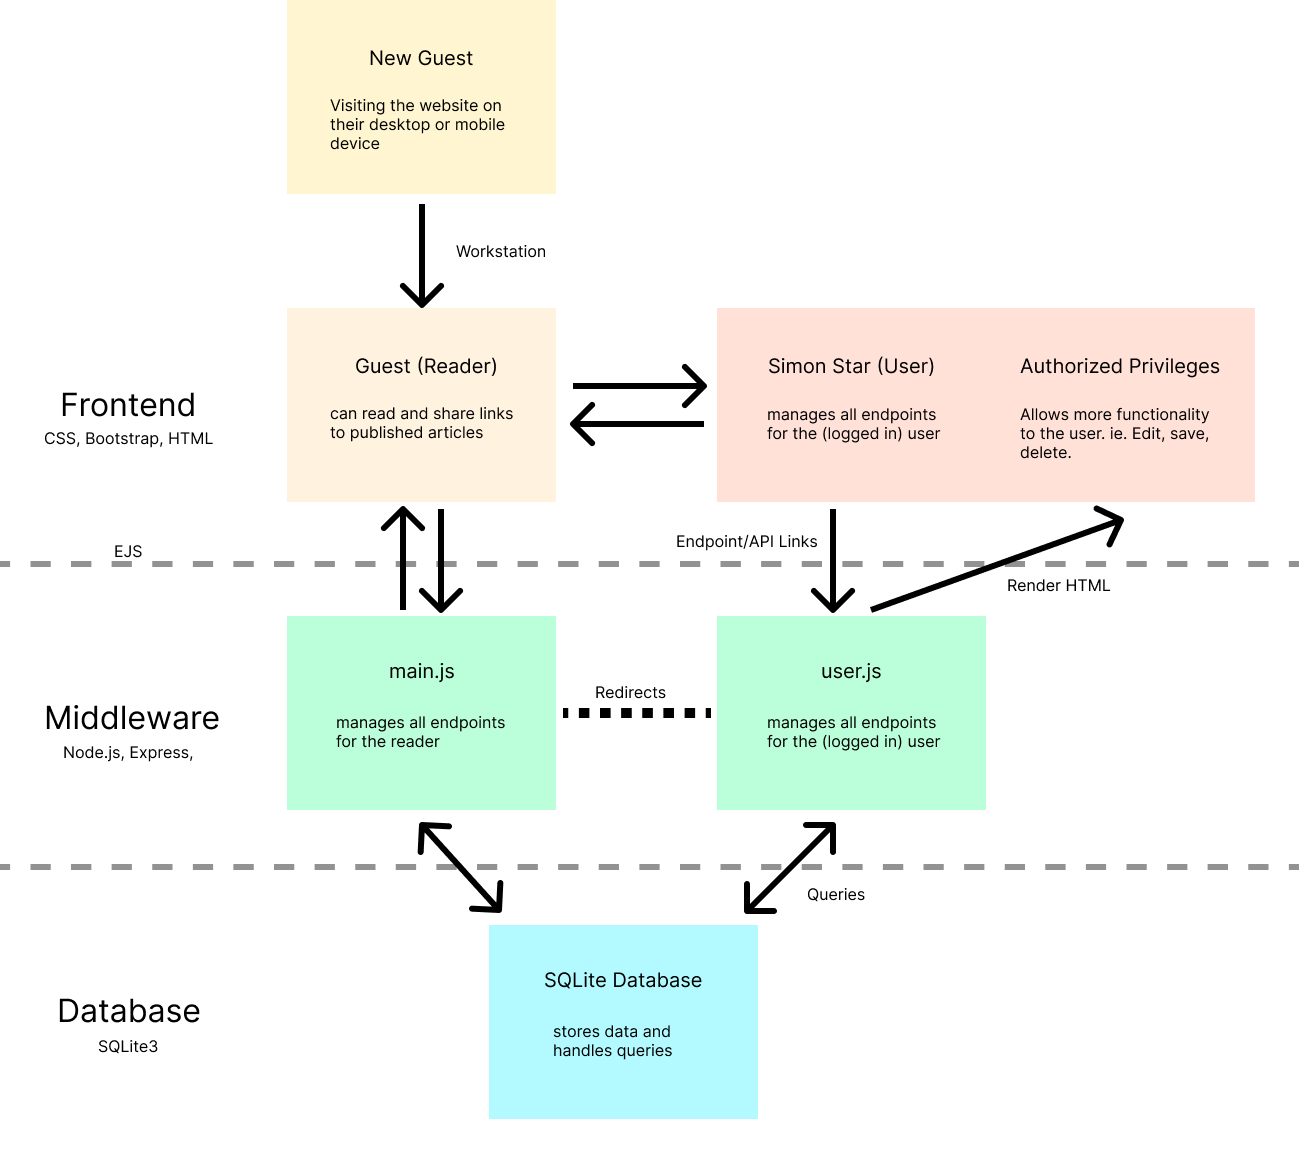 New Guest
Visiting the website on
their desktop or mobile
device
Workstation
Frontend
CSS, Bootstrap, HTML
Guest (Reader)
can read and share links
to published articles
Simon Star (User)
manages all endpoints
for the (logged in) user
Authorized Privileges
Allows more functionality
to the user. ie. Edit, save,
delete.
EJS
Endpoint/API Links
Render HTML
Middleware
Node.js, Express,
main.js
manages all endpoints
for the reader
Redirects
user.js
manages all endpoints
for the (logged in) user
Queries
Database
SQLite3
SQLite Database
stores data and
handles queries